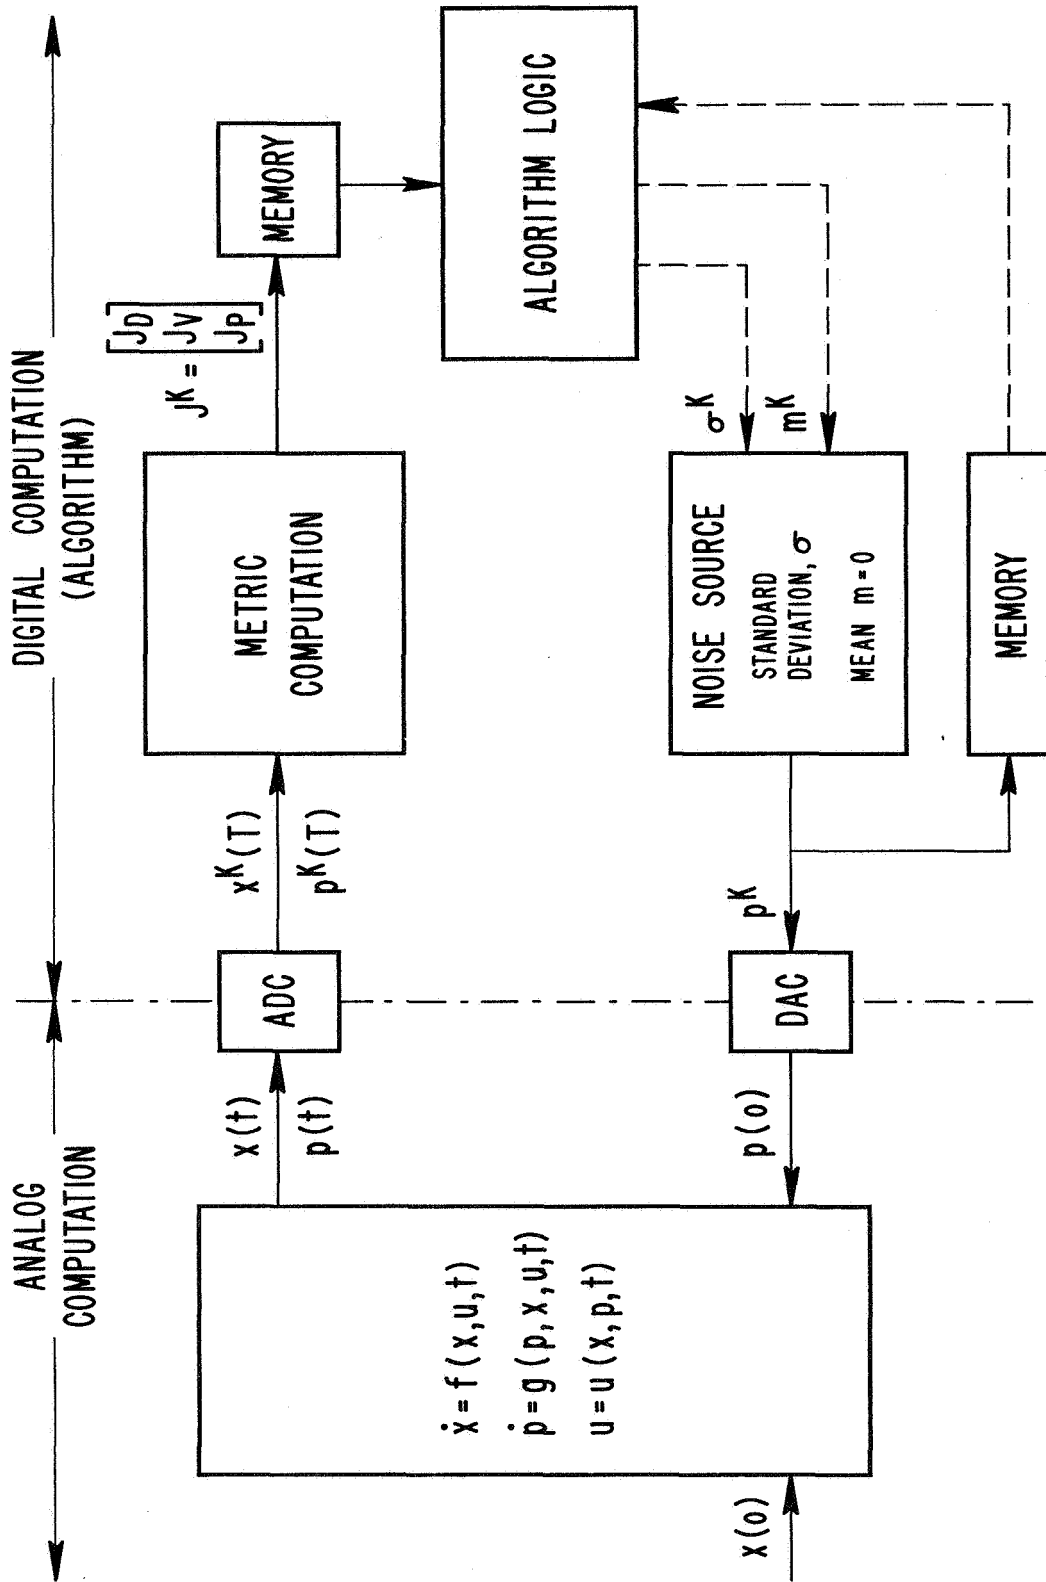 ANALOG
COMPUTATION
DIGITAL COMPUTATION
(ALGORITHM)
ẋ = f(x,u,t)
ṗ = g(p,x,u,t)
u = u(x,p,t)
x(o)
x(t)
p(t)
ADC
x^K(T)
p^K(T)
METRIC
COMPUTATION
J^K = [J_D
J_V
J_P]
MEMORY
ALGORITHM LOGIC
p(o)
DAC
p^K
NOISE SOURCE
STANDARD
DEVIATION, σ
MEAN m = 0
σ^K
m^K
MEMORY